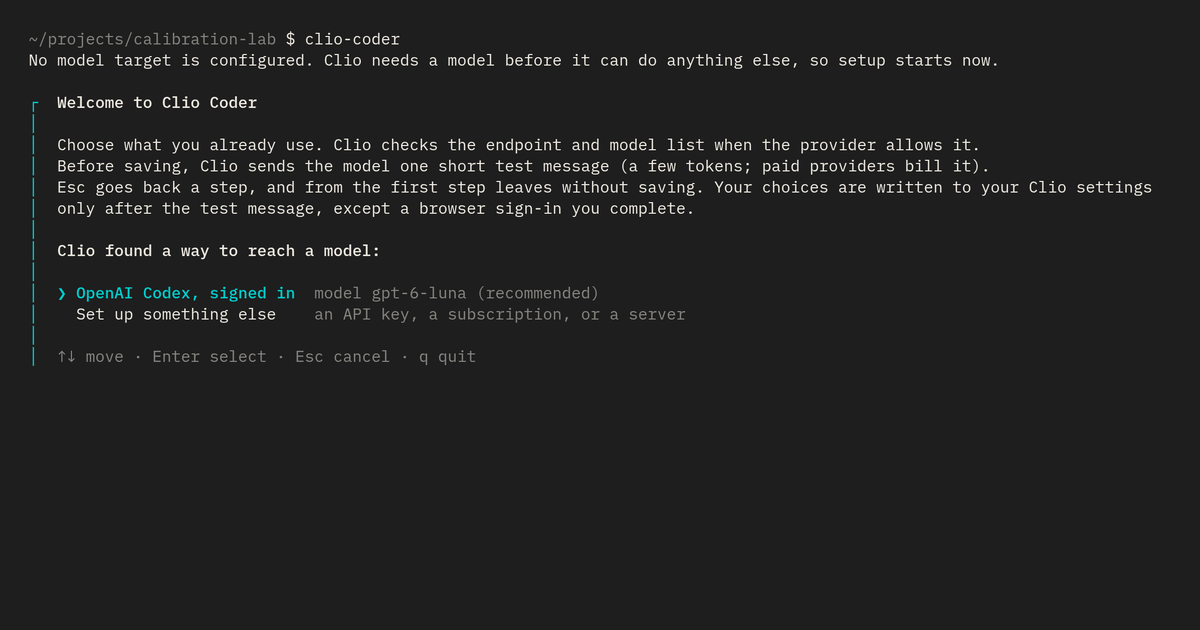 ~/projects/calibration-lab $ clio-coder
No model target is configured. Clio needs a model before it can do anything else, so setup starts now.
Welcome to Clio Coder
Choose what you already use. Clio checks the endpoint and model list when the provider allows it.
Before saving, Clio sends the model one short test message (a few tokens; paid providers bill it).
Esc goes back a step, and from the first step leaves without saving. Your choices are written to your Clio settings
only after the test message, except a browser sign-in you complete.
Clio found a way to reach a model:
❯ OpenAI Codex, signed in  model gpt-6-luna (recommended)
Set up something else    an API key, a subscription, or a server
↑↓ move · Enter select · Esc cancel · q quit